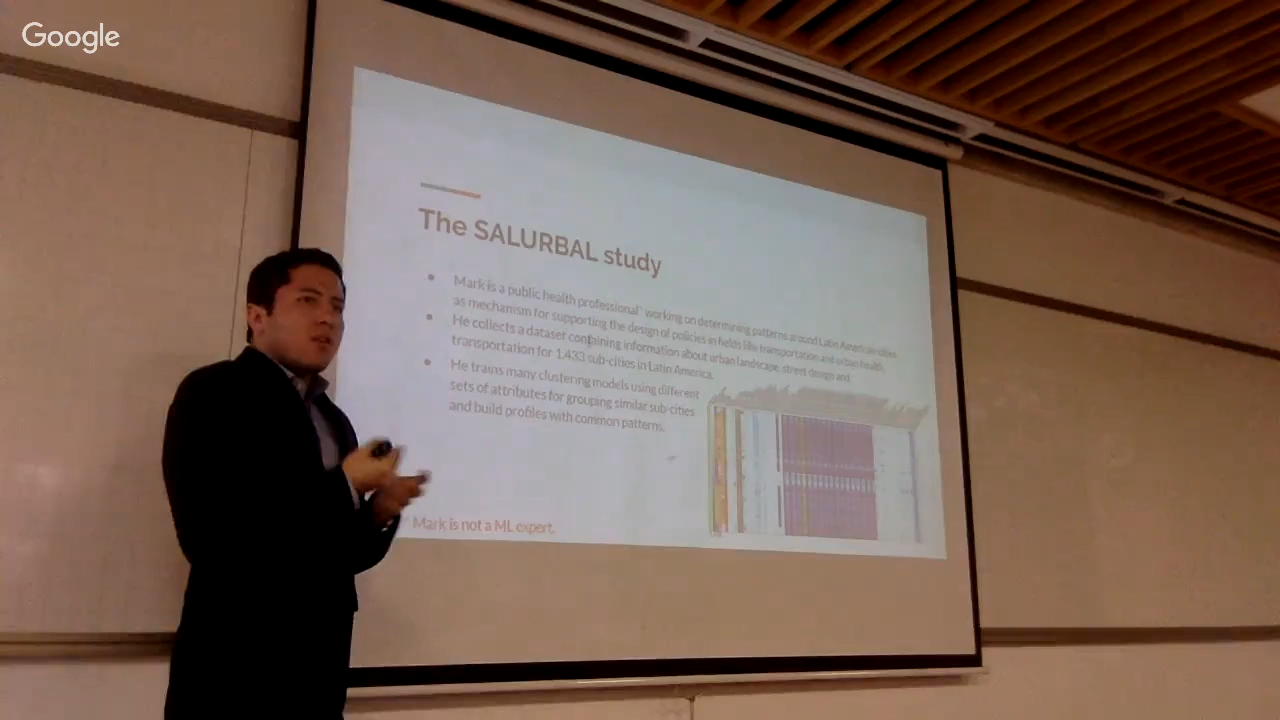 Google
The SALURBAL study
Mark is a public health professional* working on determining patterns around Latin American cities
as mechanism for supporting the design of policies in fields like transportation and urban health.
He collects a dataset containing information about urban landscape, street design and
transportation for 1.433 sub-cities in Latin America.
He trains many clustering models using different
sets of attributes for grouping similar sub-cities
and build profiles with common patterns.
* Mark is not a ML expert.